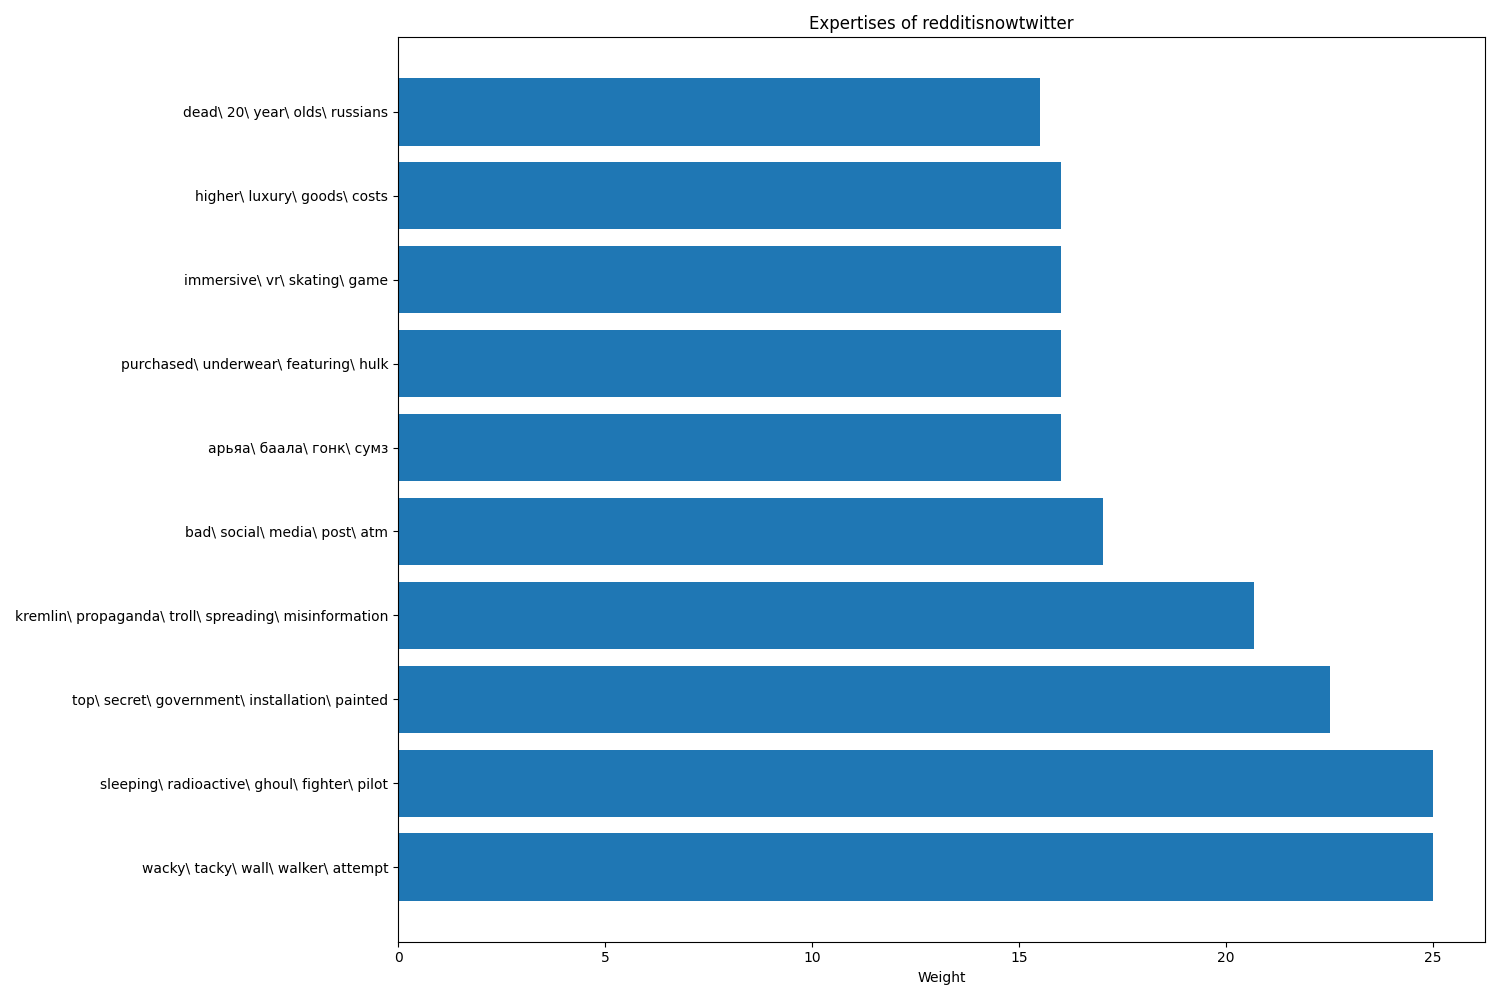 Expertises of redditisnowtwitter
dead\ 20\ year\ olds\ russians
higher\ luxury\ goods\ costs
immersive\ vr\ skating\ game
purchased\ underwear\ featuring\ hulk
арьяа\ баала\ гонк\ сумз
bad\ social\ media\ post\ atm
kremlin\ propaganda\ troll\ spreading\ misinformation
top\ secret\ government\ installation\ painted
sleeping\ radioactive\ ghoul\ fighter\ pilot
wacky\ tacky\ wall\ walker\ attempt
0 5 10 15 20 25
Weight